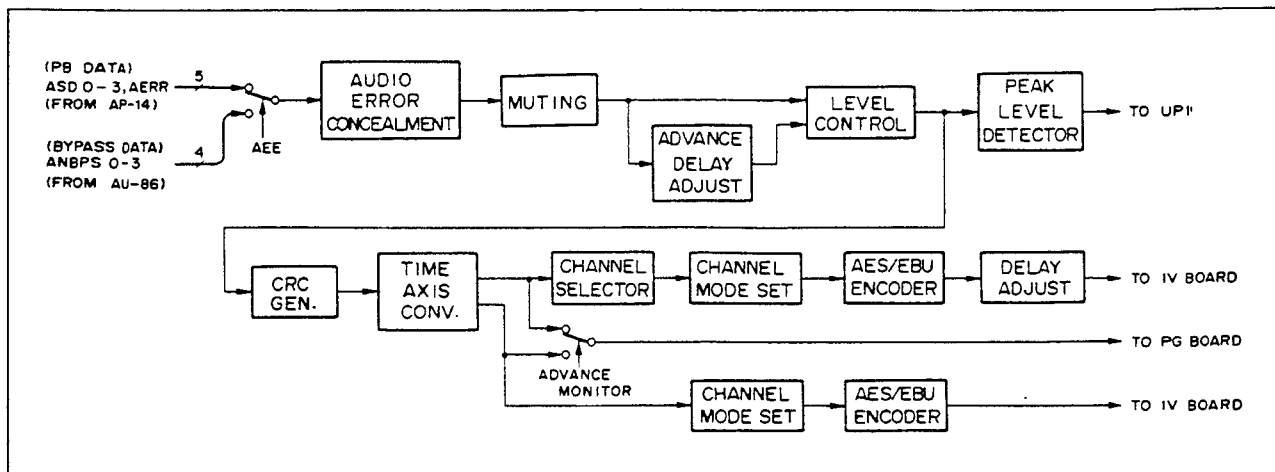 (PB DATA)
ASD 0-3, AERR
(FROM AP-14)
5
(BYPASS DATA)
ANBPS 0-3
(FROM AU-86)
4
AEE
AUDIO
ERROR
CONCEALMENT
MUTING
ADVANCE
DELAY
ADJUST
LEVEL
CONTROL
PEAK
LEVEL
DETECTOR
TO UP1'
CRC
GEN.
TIME
AXIS
CONV.
CHANNEL
SELECTOR
CHANNEL
MODE SET
AES/EBU
ENCODER
DELAY
ADJUST
TO IV BOARD
ADVANCE
MONITOR
TO PG BOARD
CHANNEL
MODE SET
AES/EBU
ENCODER
TO IV BOARD